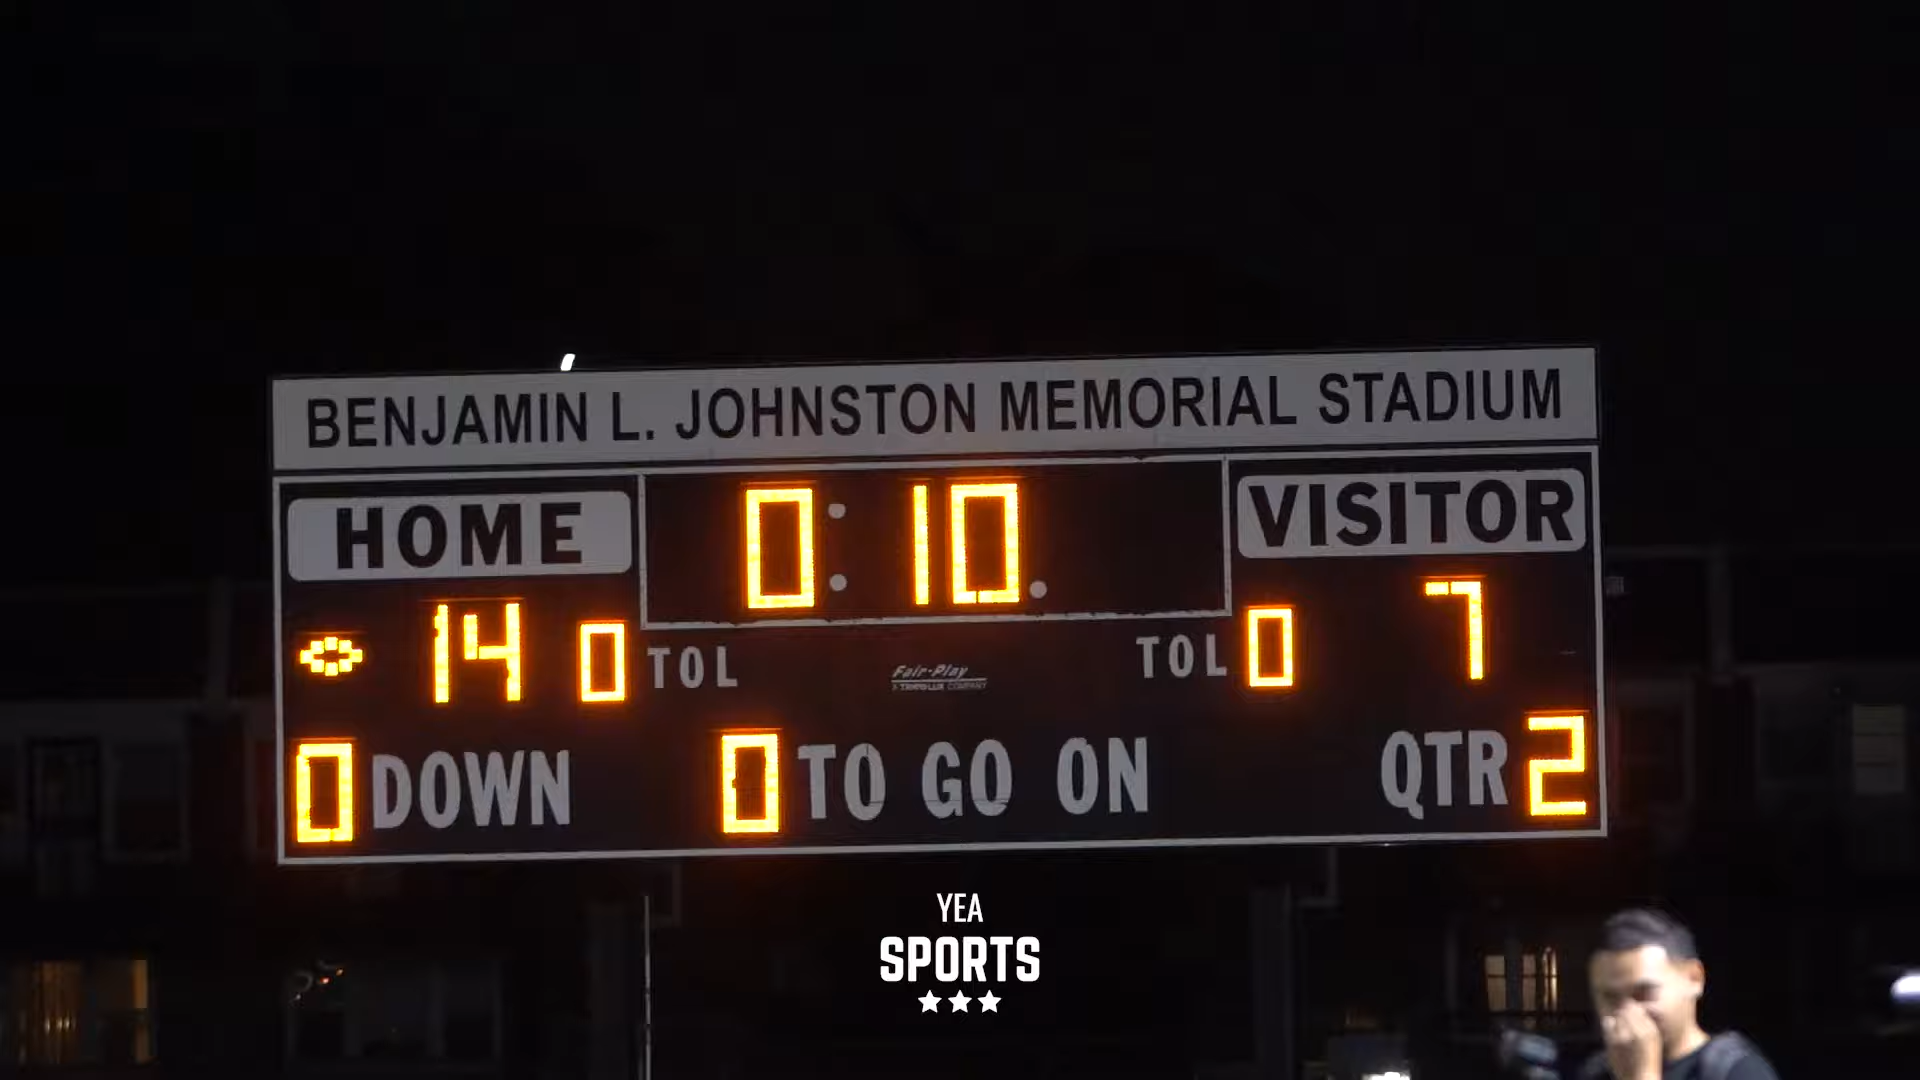 BENJAMIN L. JOHNSTON MEMORIAL STADIUM
HOME 0:10. VISITOR
14 0 TOL TOL 0 7
Fair-Play
0 DOWN 0 TO GO ON QTR 2
YEA
SPORTS